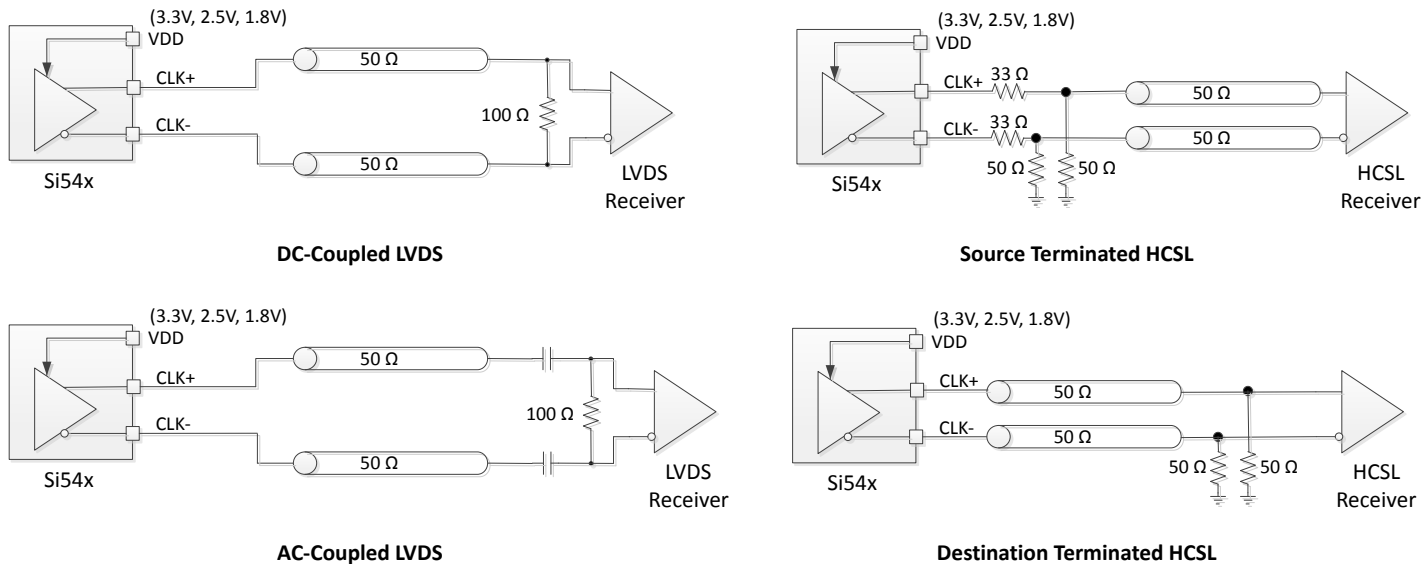 (3.3V, 2.5V, 1.8V)
VDD
CLK+
50 Ω
100 Ω
CLK-
50 Ω
Si54x
LVDS
Receiver
DC-Coupled LVDS
(3.3V, 2.5V, 1.8V)
VDD
CLK+
33 Ω
50 Ω
CLK-
33 Ω
50 Ω
50 Ω
50 Ω
Si54x
HCSL
Receiver
Source Terminated HCSL
(3.3V, 2.5V, 1.8V)
VDD
CLK+
50 Ω
100 Ω
CLK-
50 Ω
Si54x
LVDS
Receiver
AC-Coupled LVDS
(3.3V, 2.5V, 1.8V)
VDD
CLK+
50 Ω
CLK-
50 Ω
50 Ω
50 Ω
Si54x
HCSL
Receiver
Destination Terminated HCSL